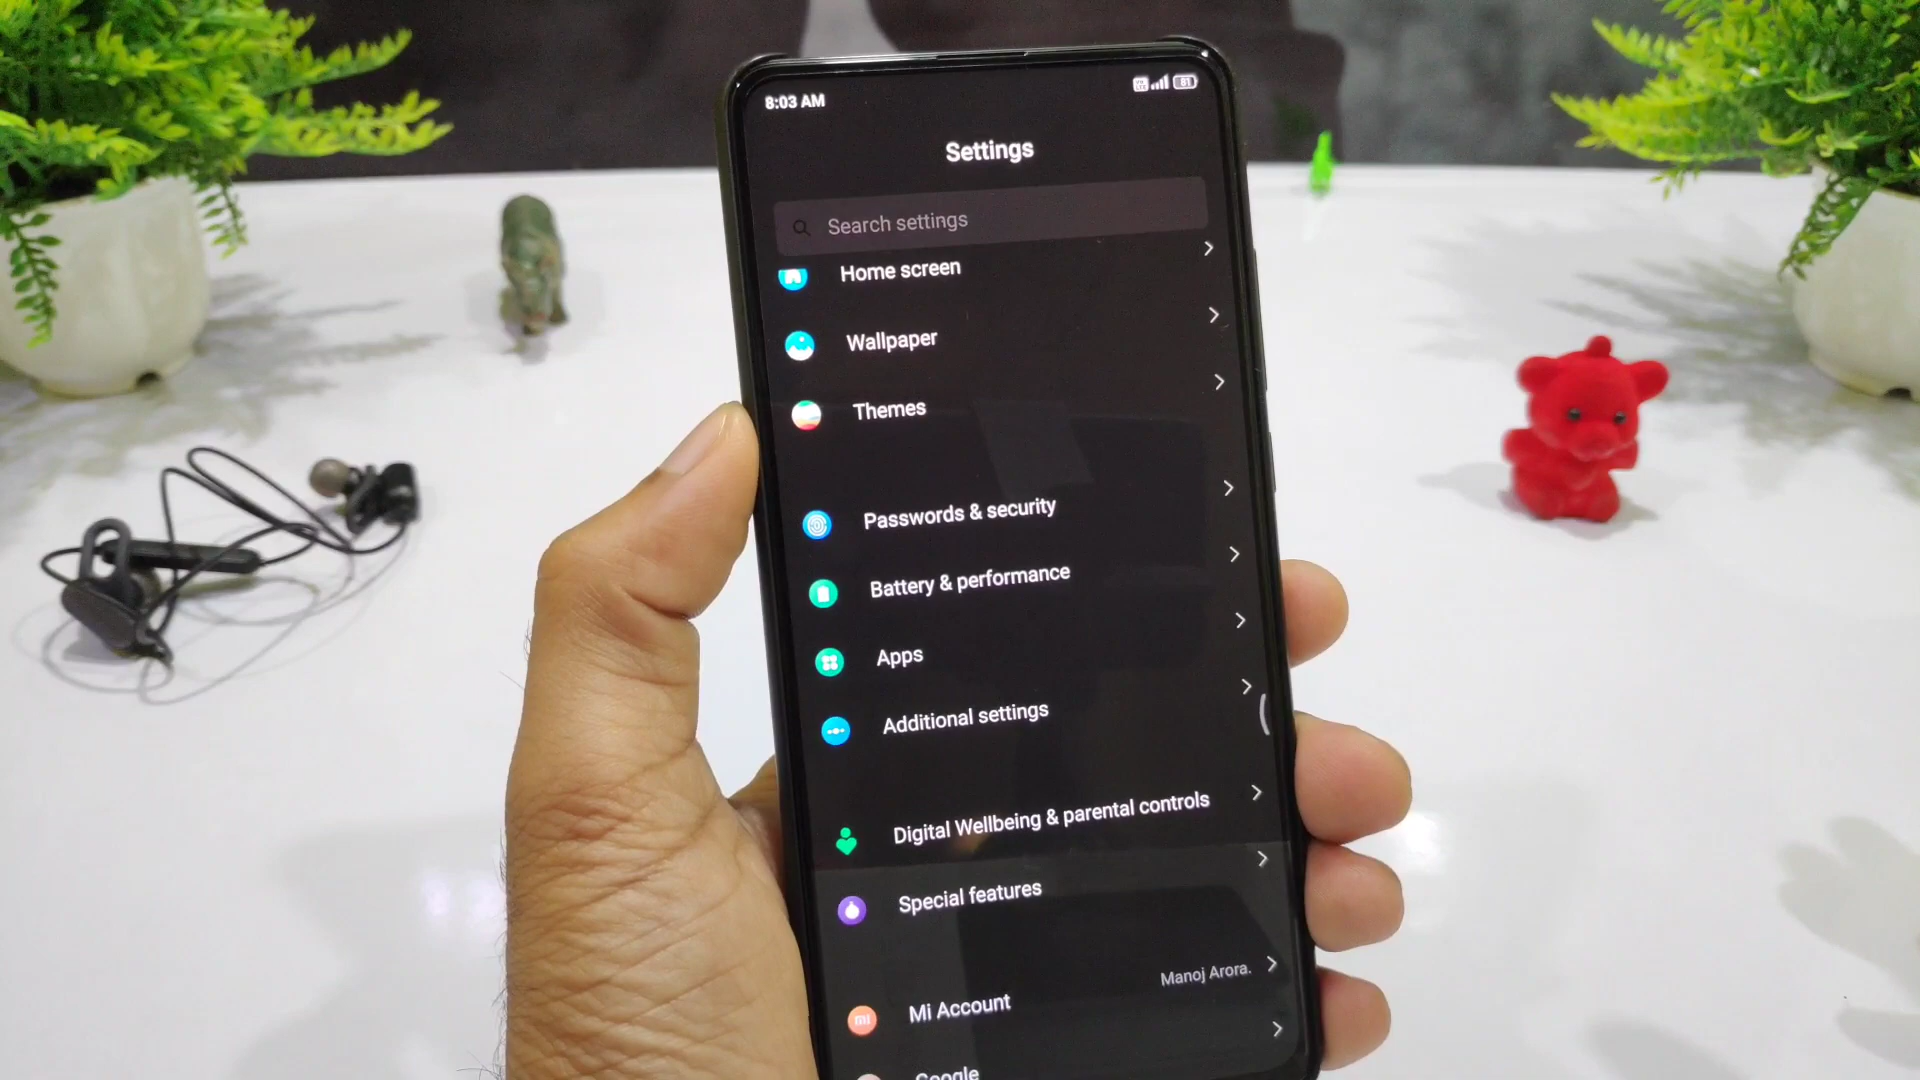 8:03 AM
81
Settings
Search settings
Home screen
Wallpaper
Themes
Passwords & security
Battery & performance
Apps
Additional settings
Digital Wellbeing & parental controls
Special features
Manoj Arora.
Mi Account
Google